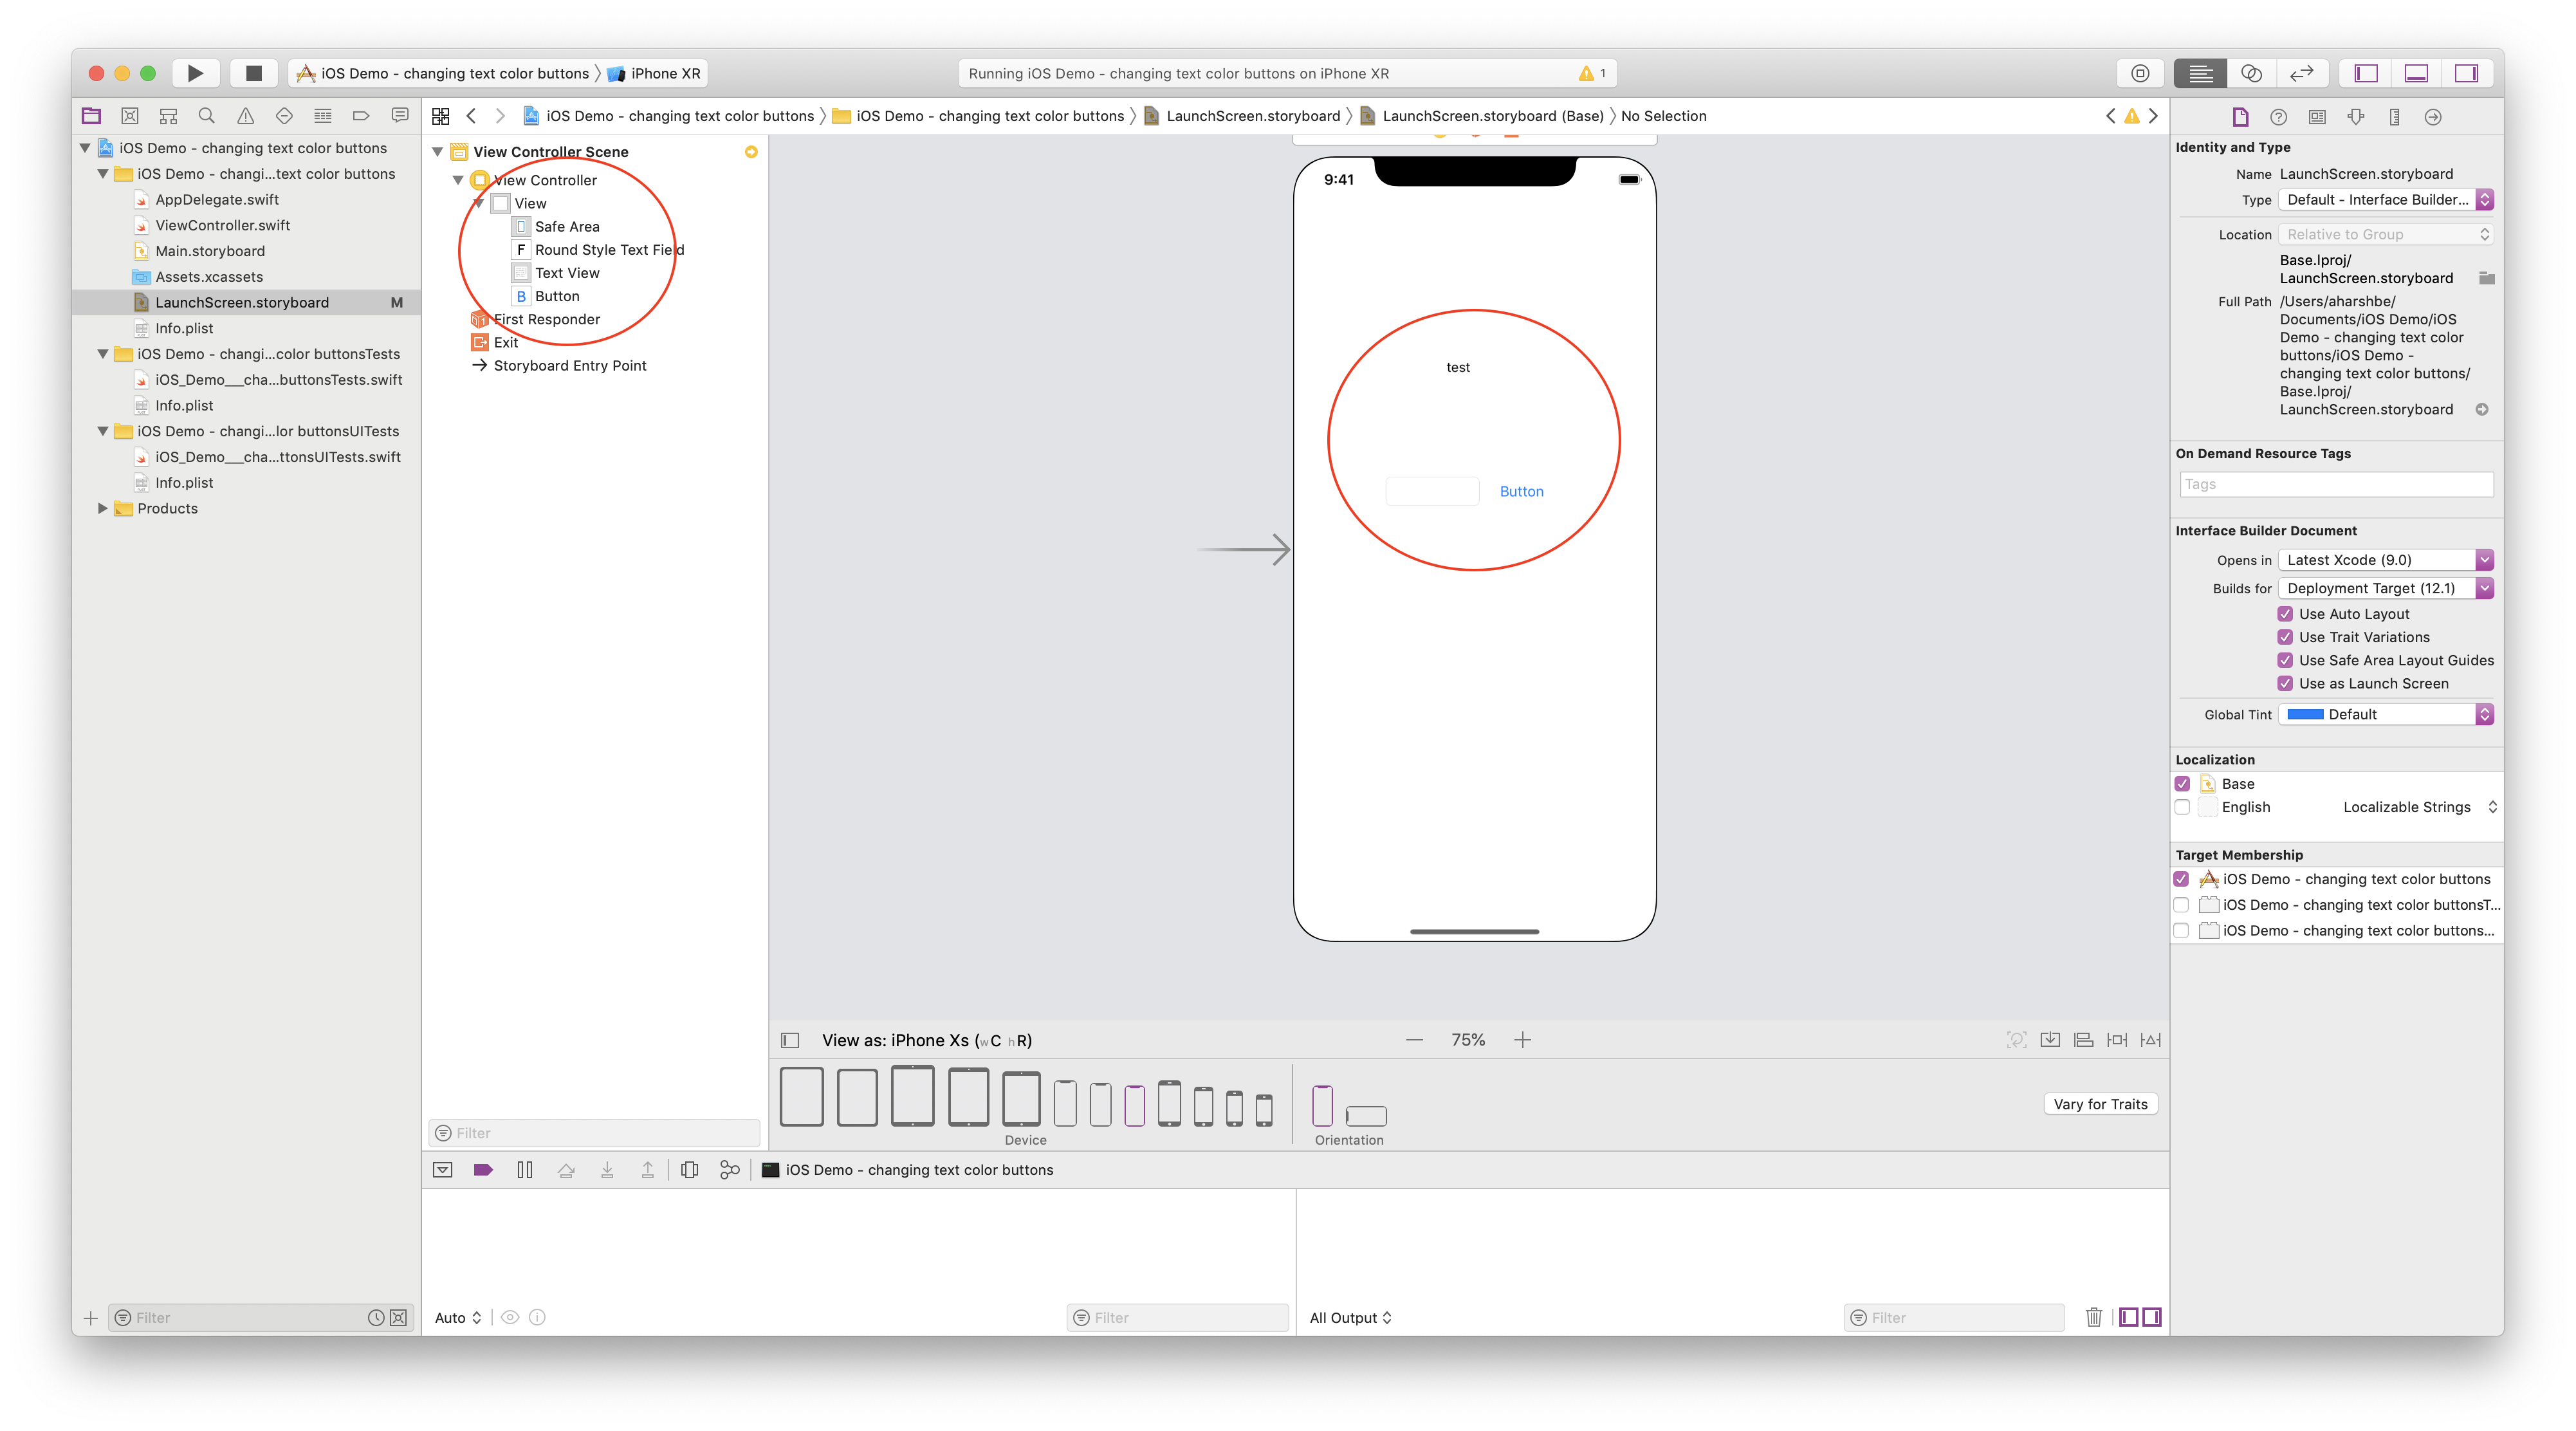 iOS Demo - changing text color buttons 〉 iPhone XR
Running iOS Demo - changing text color buttons on iPhone XR
1
iOS Demo - changing text color buttons 〉 iOS Demo - changing text color buttons 〉 LaunchScreen.storyboard 〉 LaunchScreen.storyboard (Base) 〉 No Selection
iOS Demo - changing text color buttons
iOS Demo - changi...text color buttons
AppDelegate.swift
ViewController.swift
Main.storyboard
Assets.xcassets
LaunchScreen.storyboard M
Info.plist
iOS Demo - changi...color buttonsTests
iOS_Demo___cha...buttonsTests.swift
Info.plist
iOS Demo - changi...lor buttonsUITests
iOS_Demo___cha...ttonsUITests.swift
Info.plist
Products
Filter
View Controller Scene
View Controller
View
Safe Area
F Round Style Text Field
Text View
B Button
First Responder
Exit
Storyboard Entry Point
Filter
9:41
test
Button
View as: iPhone Xs (wC hR)
75%
Device
Orientation
Vary for Traits
iOS Demo - changing text color buttons
Auto
Filter
All Output
Filter
Identity and Type
Name LaunchScreen.storyboard
Type Default - Interface Builder...
Location Relative to Group
Base.lproj/
LaunchScreen.storyboard
Full Path /Users/aharshbe/
Documents/iOS Demo/iOS
Demo - changing text color
buttons/iOS Demo -
changing text color buttons/
Base.lproj/
LaunchScreen.storyboard
On Demand Resource Tags
Tags
Interface Builder Document
Opens in Latest Xcode (9.0)
Builds for Deployment Target (12.1)
Use Auto Layout
Use Trait Variations
Use Safe Area Layout Guides
Use as Launch Screen
Global Tint Default
Localization
Base
English Localizable Strings
Target Membership
iOS Demo - changing text color buttons
iOS Demo - changing text color buttonsT...
iOS Demo - changing text color buttons...